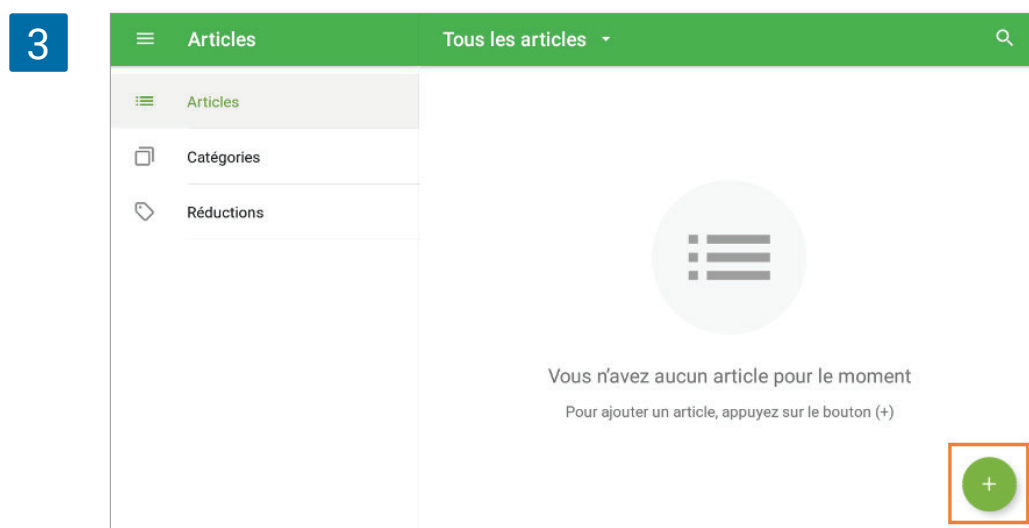 3
Articles
Tous les articles
Articles
Catégories
Réductions
Vous n'avez aucun article pour le moment
Pour ajouter un article, appuyez sur le bouton (+)
+